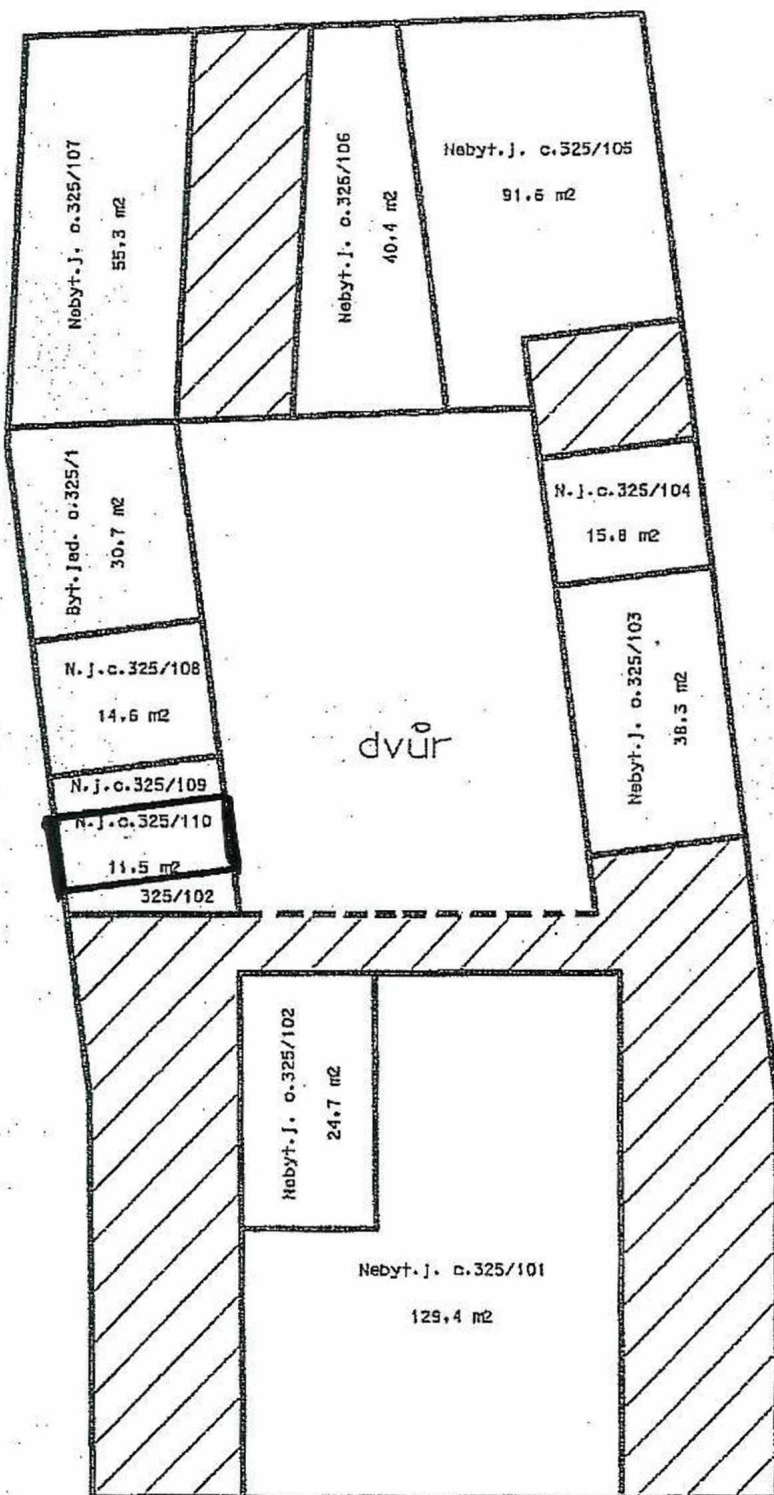 Nebyt.j. c.325/107
55,3 m2
Nebyt.j. c.325/106
40,4 m2
Nebyt.j. c.325/105
91.6 m2
Byt.jed. c.325/1
30.7 m2
N.j.c.325/104
15.8 m2
N.j.c.325/108
14,6 m2
Nebyt.j. c.325/103
38.3 m2
dvůr
N.j.c.325/109
N.j.c.325/110
11,5 m2
325/102
Nebyt.j. c.325/102
24,7 m2
Nebyt.j. c.325/101
129,4 m2